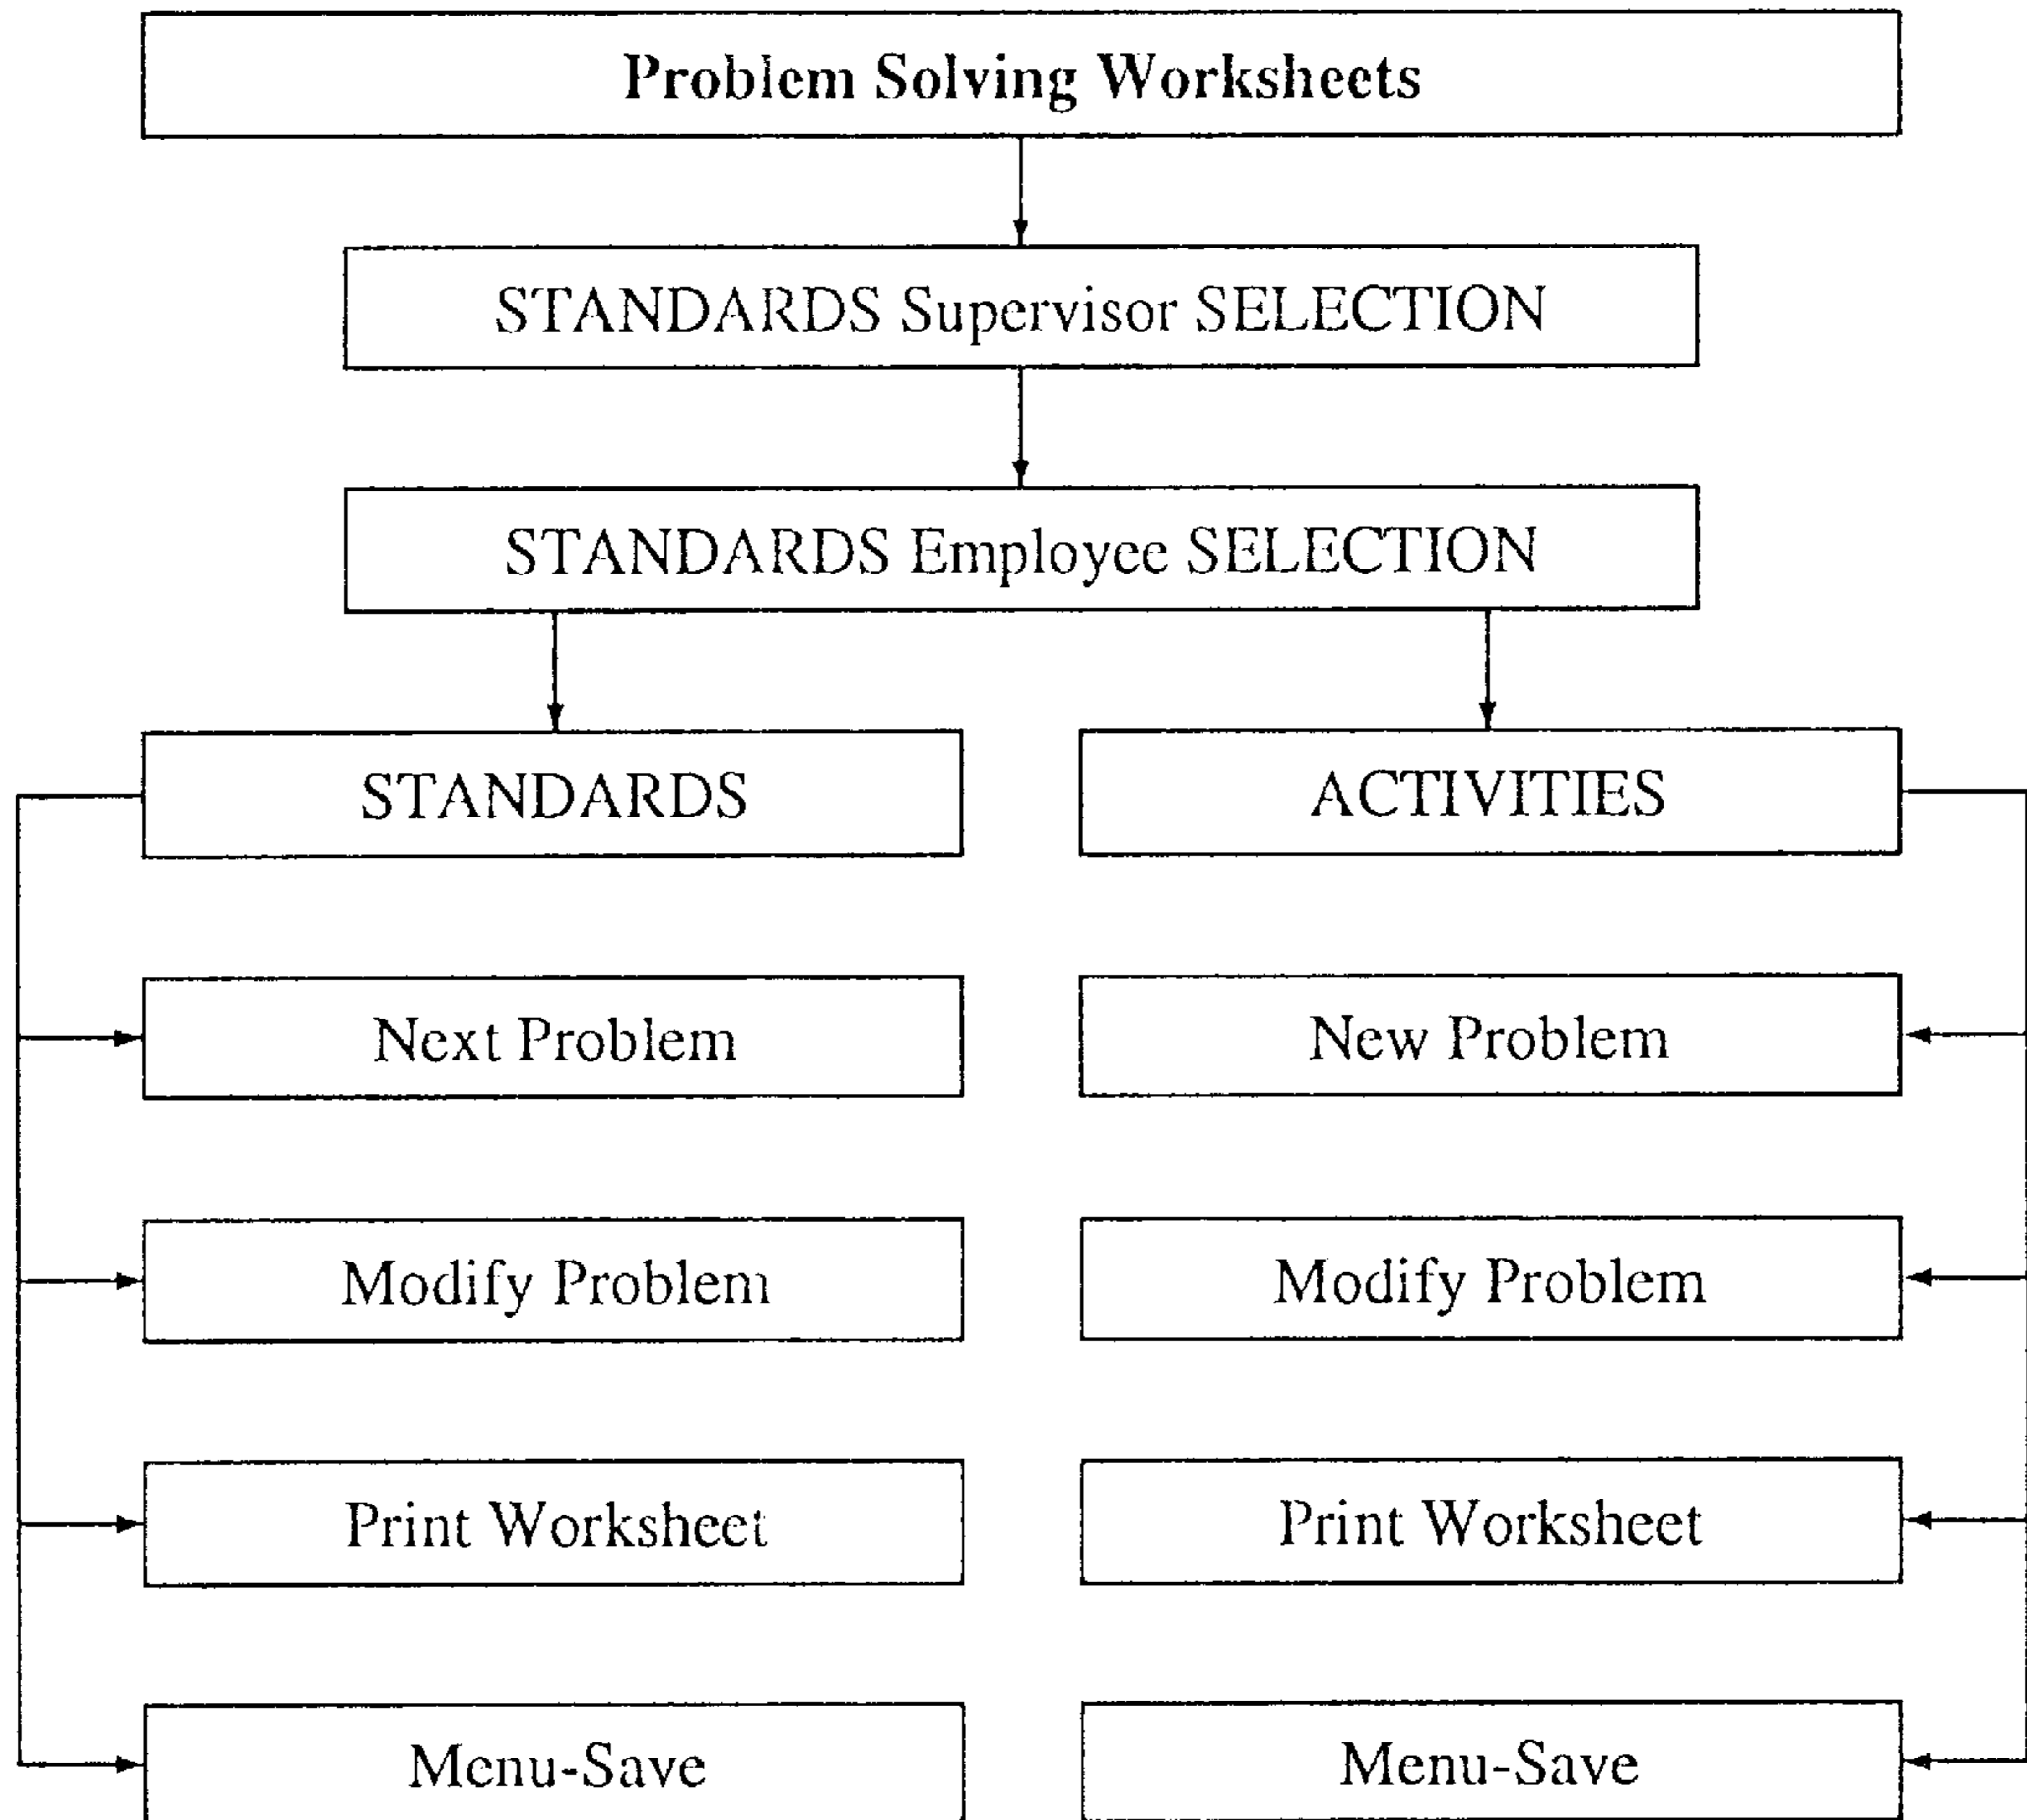 Problem Solving Worksheets
STANDARDS Supervisor SELECTION
STANDARDS Employee SELECTION
STANDARDS
ACTIVITIES
Next Problem
New Problem
Modify Problem
Modify Problem
Print Worksheet
Print Worksheet
Menu-Save
Menu-Save